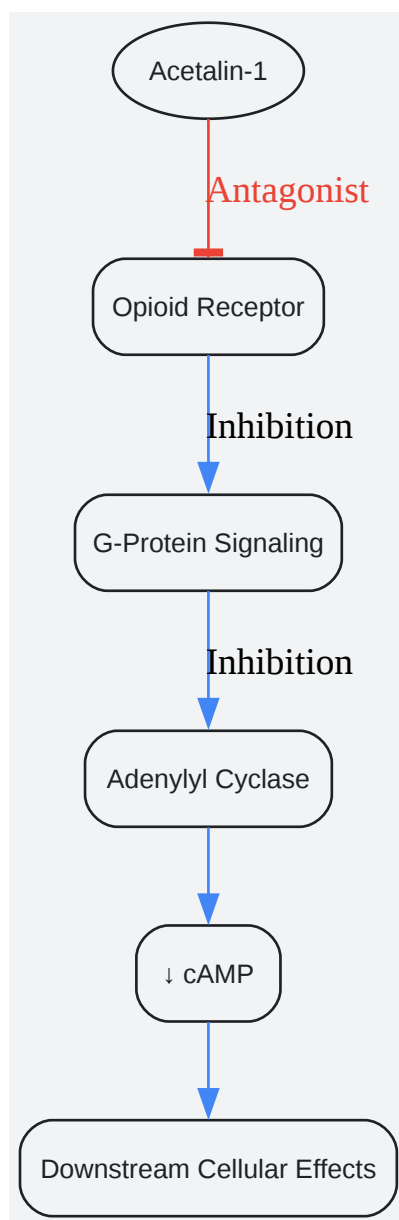 Acetalin-1
Antagonist
Opioid Receptor
Inhibition
G-Protein Signaling
Inhibition
Adenylyl Cyclase
↓ cAMP
Downstream Cellular Effects